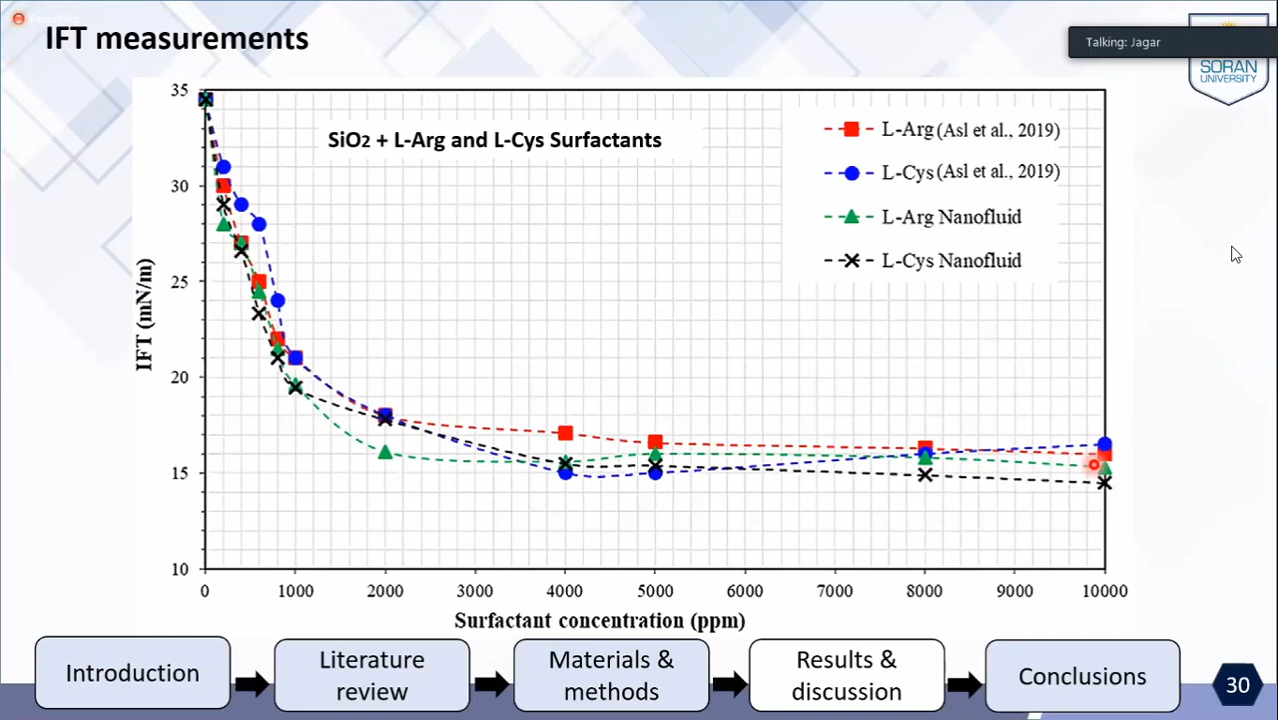 Recording
IFT measurements
Talking: Jagar
SORAN
UNIVERSITY
SiO2 + L-Arg and L-Cys Surfactants
L-Arg (Asl et al., 2019)
L-Cys (Asl et al., 2019)
L-Arg Nanofluid
L-Cys Nanofluid
IFT (mN/m)
35
30
25
20
15
10
0 1000 2000 3000 4000 5000 6000 7000 8000 9000 10000
Surfactant concentration (ppm)
Introduction
Literature
review
Materials &
methods
Results &
discussion
Conclusions
30